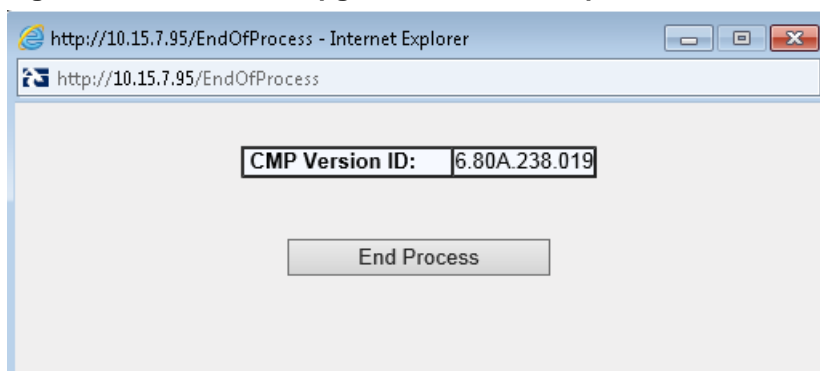 http://10.15.7.95/EndOfProcess - Internet Explorer
http://10.15.7.95/EndOfProcess
CMP Version ID: 6.80A.238.019
End Process